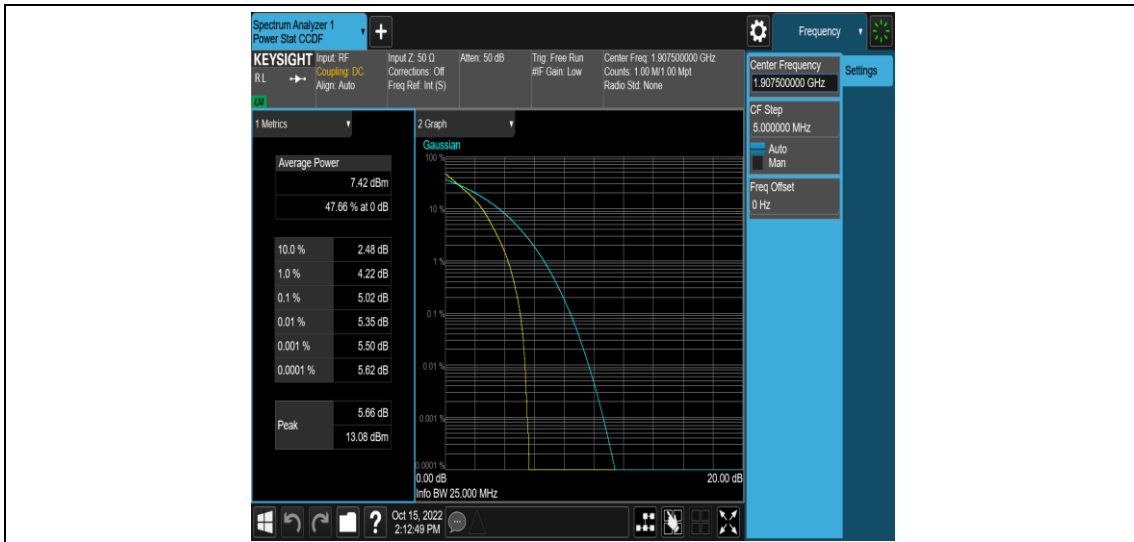 Spectrum Analyzer 1
Power Stat CCDF
Frequency
KEYSIGHT
RL
Input: RF
Coupling: DC
Align: Auto
Input Z: 50 Ω
Corrections: Off
Freq Ref: Int (S)
Atten: 50 dB
Trig: Free Run
#IF Gain: Low
Center Freq: 1.907500000 GHz
Counts: 1.00 M/1.00 Mpt
Radio Std: None
Center Frequency
1.907500000 GHz
Settings
CF Step
5.000000 MHz
Auto
Man
Freq Offset
0 Hz
1 Metrics
Average Power
7.42 dBm
47.66 % at 0 dB
10.0 % 2.48 dB
1.0 % 4.22 dB
0.1 % 5.02 dB
0.01 % 5.35 dB
0.001 % 5.50 dB
0.0001 % 5.62 dB
Peak
5.66 dB
13.08 dBm
2 Graph
Gaussian
100 %
10 %
1 %
0.1 %
0.01 %
0.001 %
0.0001 %
0.00 dB 20.00 dB
Info BW 25.000 MHz
Oct 15, 2022
2:12:49 PM